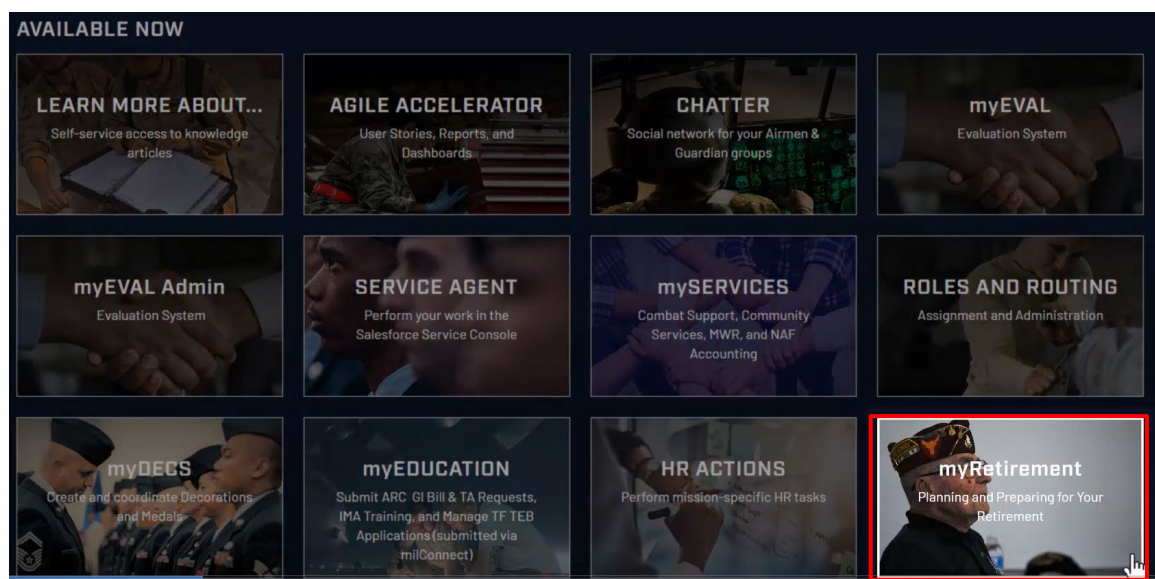 AVAILABLE NOW
LEARN MORE ABOUT...
Self-service access to knowledge
articles
AGILE ACCELERATOR
User Stories, Reports, and
Dashboards
CHATTER
Social network for your Airmen &
Guardian groups
myEVAL
Evaluation System
myEVAL Admin
Evaluation System
SERVICE AGENT
Perform your work in the
Salesforce Service Console
mySERVICES
Combat Support, Community
Services, MWR, and NAF
Accounting
ROLES AND ROUTING
Assignment and Administration
myDECS
Create and coordinate Decorations
and Medals
myEDUCATION
Submit ARC GI Bill & TA Requests,
IMA Training, and Manage TF TEB
Applications (submitted via
milConnect)
HR ACTIONS
Perform mission-specific HR tasks
myRetirement
Planning and Preparing for Your
Retirement